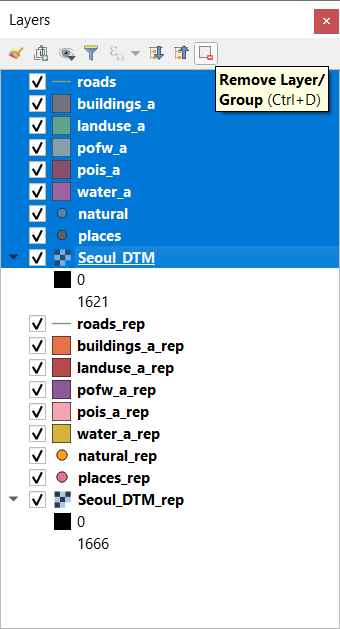 Layers
Remove Layer/
Group (Ctrl+D)
roads
buildings_a
landuse_a
pofw_a
pois_a
water_a
natural
places
Seoul_DTM
0
1621
roads_rep
buildings_a_rep
landuse_a_rep
pofw_a_rep
pois_a_rep
water_a_rep
natural_rep
places_rep
Seoul_DTM_rep
0
1666